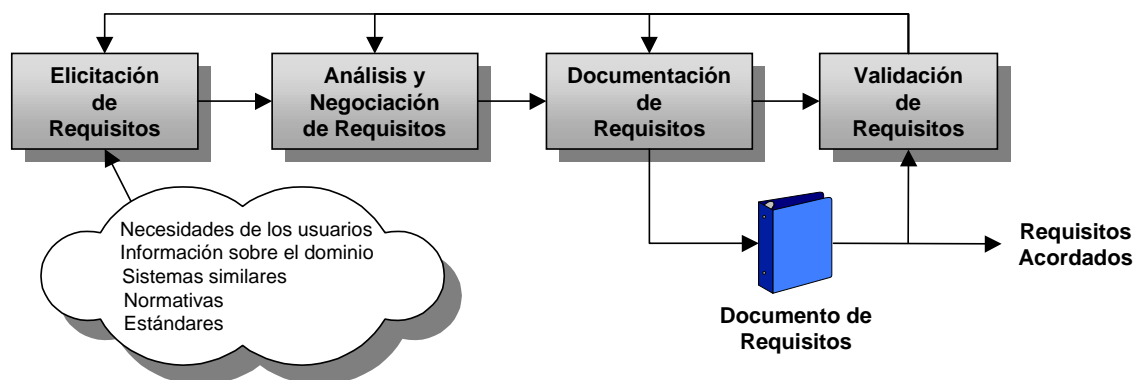 Elicitación
de
Requisitos
Análisis y
Negociación
de Requisitos
Documentación
de
Requisitos
Validación
de
Requisitos
Necesidades de los usuarios
Información sobre el dominio
Sistemas similares
Normativas
Estándares
Documento de
Requisitos
Requisitos
Acordados